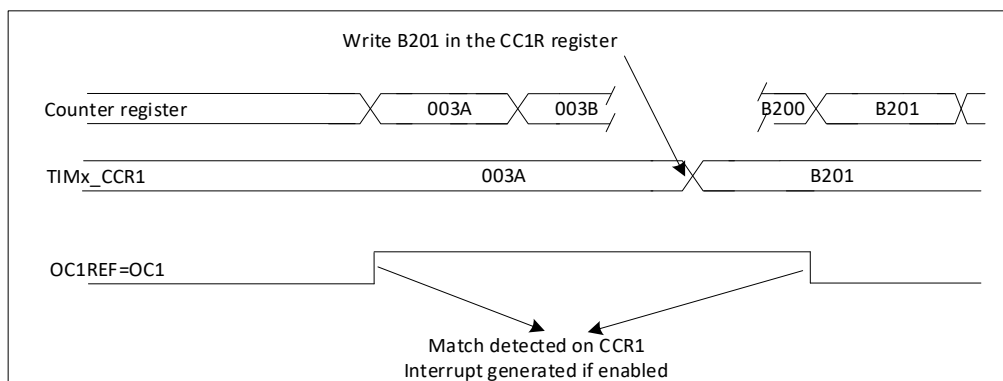 Write B201 in the CC1R register
Counter register 003A 003B B200 B201
TIMx_CCR1 003A B201
OC1REF=OC1
Match detected on CCR1
Interrupt generated if enabled